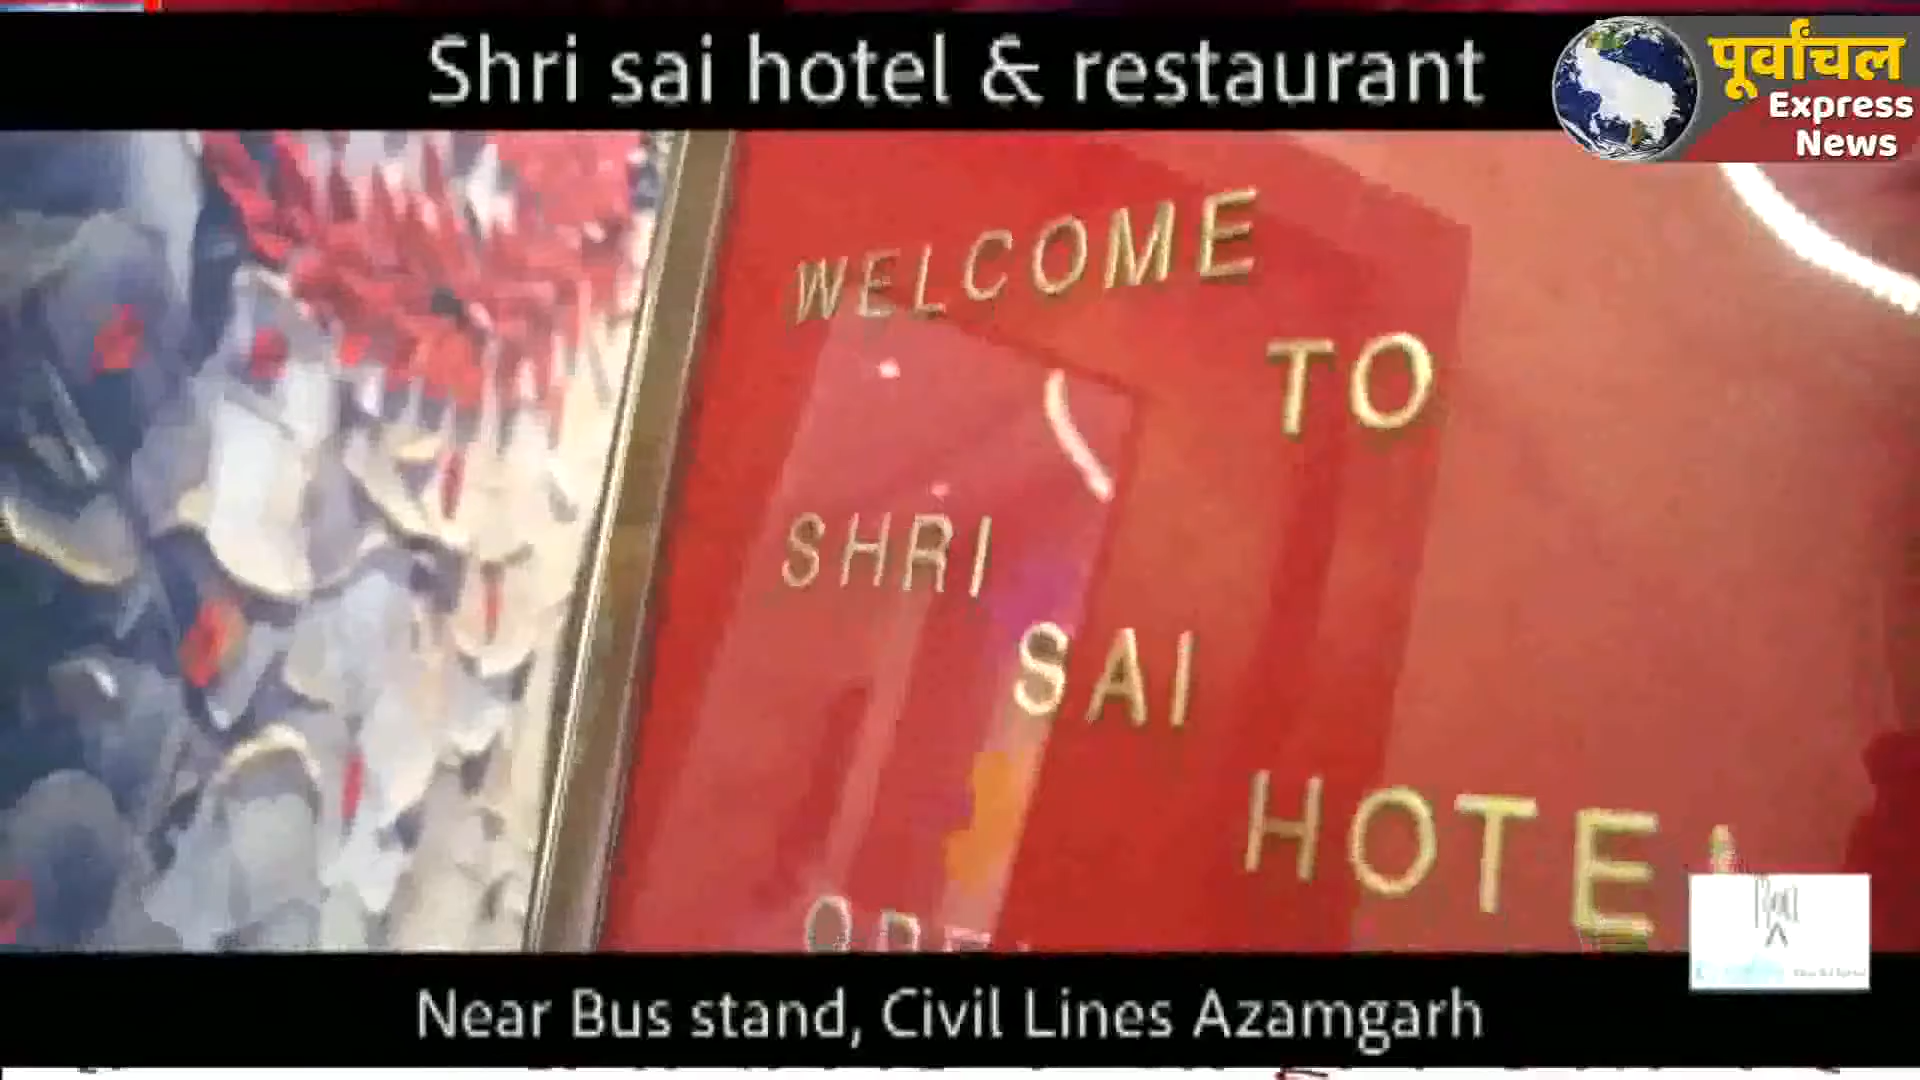 Shri sai hotel & restaurant
पूर्वांचल
Express
News
WELCOME
TO
SHRI
SAI
HOTEL
Near Bus stand, Civil Lines Azamgarh